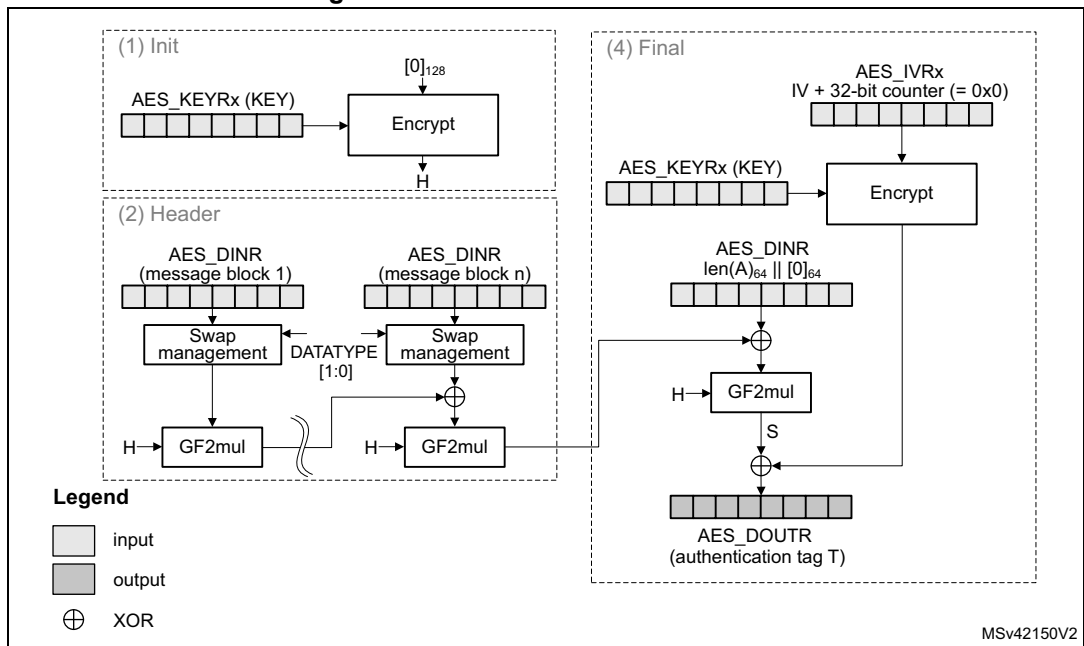 (1) Init
[0]128
AES_KEYRx (KEY)
Encrypt
H
(2) Header
AES_DINR
(message block 1)
AES_DINR
(message block n)
Swap
management
DATATYPE
[1:0]
Swap
management
H
GF2mul
H
GF2mul
(4) Final
AES_IVRx
IV + 32-bit counter (= 0x0)
AES_KEYRx (KEY)
Encrypt
AES_DINR
len(A)64 || [0]64
H
GF2mul
S
AES_DOUTR
(authentication tag T)
Legend
input
output
XOR
MSv42150V2